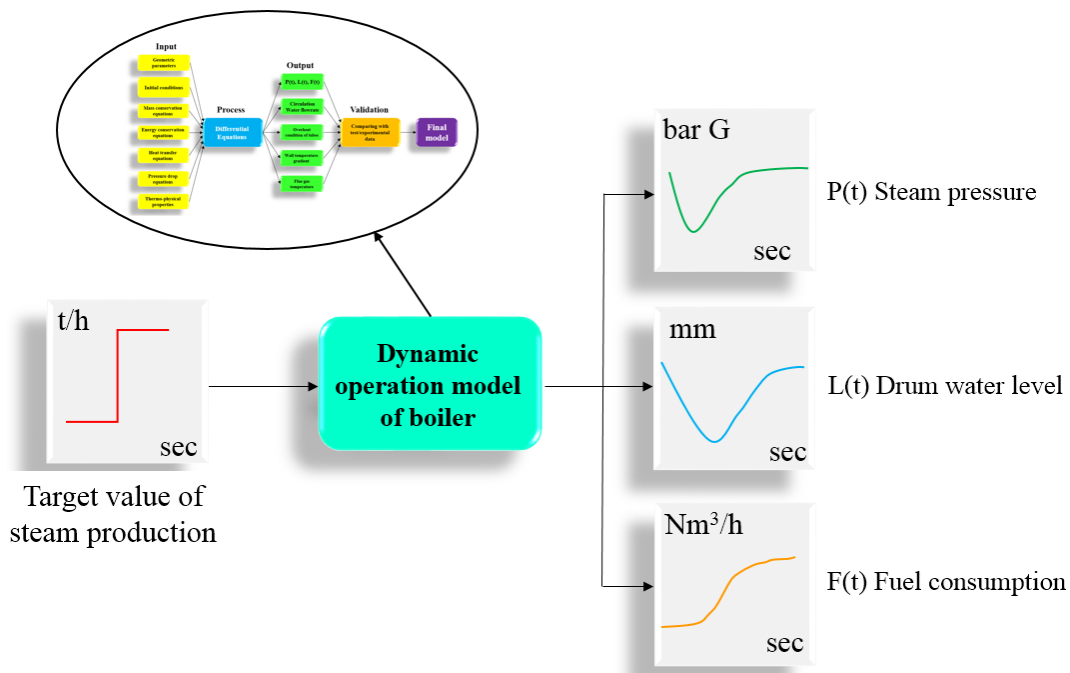 Input
Geometric
parameters
Initial conditions
Mass conservation
equations
Energy conservation
equations
Heat transfer
equations
Pressure drop
equations
Thermo-physical
properties
Process
Differential
Equations
Output
P(t), L(t), F(t)
Circulation
Water flowrate
Overheat
condition of tubes
Wall temperature
gradient
Flue gas
temperature
Validation
Comparing with
test/experimental
data
Final
model
t/h
sec
Target value of
steam production
Dynamic
operation model
of boiler
bar G
sec
P(t) Steam pressure
mm
sec
L(t) Drum water level
Nm³/h
sec
F(t) Fuel consumption